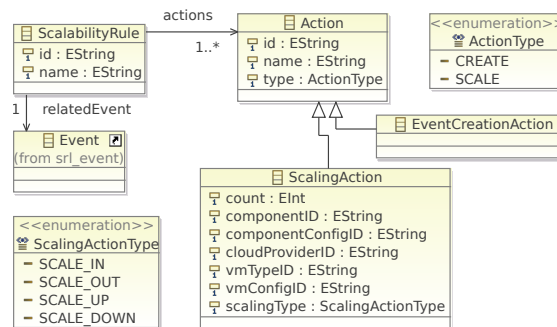 ScalabilityRule
id : EString
name : EString
actions
1..*
Action
id : EString
name : EString
type : ActionType
<<enumeration>>
ActionType
CREATE
SCALE
1
relatedEvent
Event
(from srl_event)
EventCreationAction
ScalingAction
count : EInt
componentID : EString
componentConfigID : EString
cloudProviderID : EString
vmTypeID : EString
vmConfigID : EString
scalingType : ScalingActionType
<<enumeration>>
ScalingActionType
SCALE_IN
SCALE_OUT
SCALE_UP
SCALE_DOWN